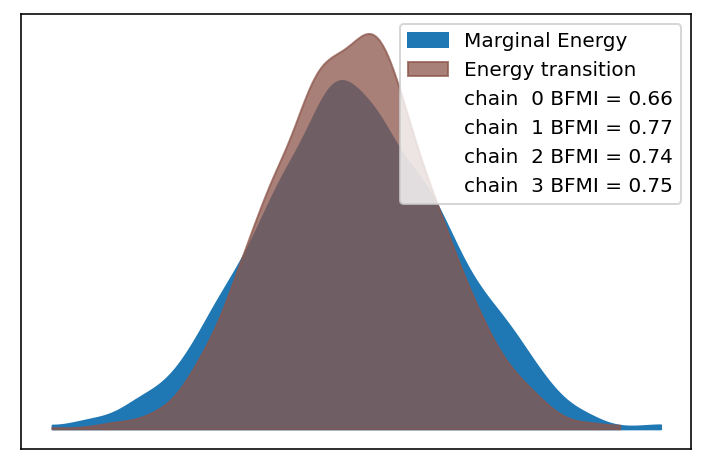 Marginal Energy
Energy transition
chain  0 BFMI = 0.66
chain  1 BFMI = 0.77
chain  2 BFMI = 0.74
chain  3 BFMI = 0.75